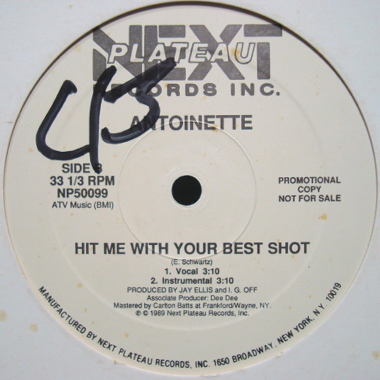 NEXT
PLATEAU
RECORDS INC.
43
ANTOINETTE
SIDE B
33 1/3 RPM
NP50099
ATV Music (BMI)
PROMOTIONAL
COPY
NOT FOR SALE
HIT ME WITH YOUR BEST SHOT
(E. Schwartz)
1. Vocal 3:10
2. Instrumental 3:10
PRODUCED BY JAY ELLIS and I. G. OFF
Associate Producer: Dee Dee
Mastered by Carlton Batts at Frankford/Wayne, NY.
℗ © 1989 Next Plateau Records, Inc.
MANUFACTURED BY NEXT PLATEAU RECORDS, INC. 1650 BROADWAY, NEW YORK, N.Y. 10019